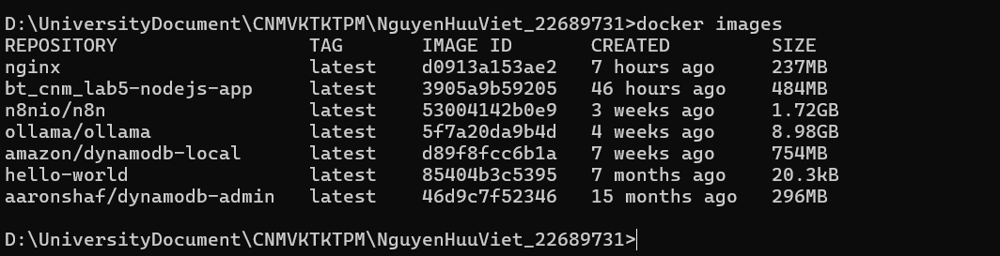 D:\UniversityDocument\CNMVKTKTPM\NguyenHuuViet_22689731>docker images
REPOSITORY                TAG       IMAGE ID       CREATED         SIZE
nginx                     latest    d0913a153ae2   7 hours ago     237MB
bt_cnm_lab5-nodejs-app    latest    3905a9b59205   46 hours ago    484MB
n8nio/n8n                 latest    53004142b0e9   3 weeks ago     1.72GB
ollama/ollama             latest    5f7a20da9b4d   4 weeks ago     8.98GB
amazon/dynamodb-local     latest    d89f8fcc6b1a   7 weeks ago     754MB
hello-world               latest    85404b3c5395   7 months ago    20.3kB
aaronshaf/dynamodb-admin  latest    46d9c7f52346   15 months ago   296MB
D:\UniversityDocument\CNMVKTKTPM\NguyenHuuViet_22689731>